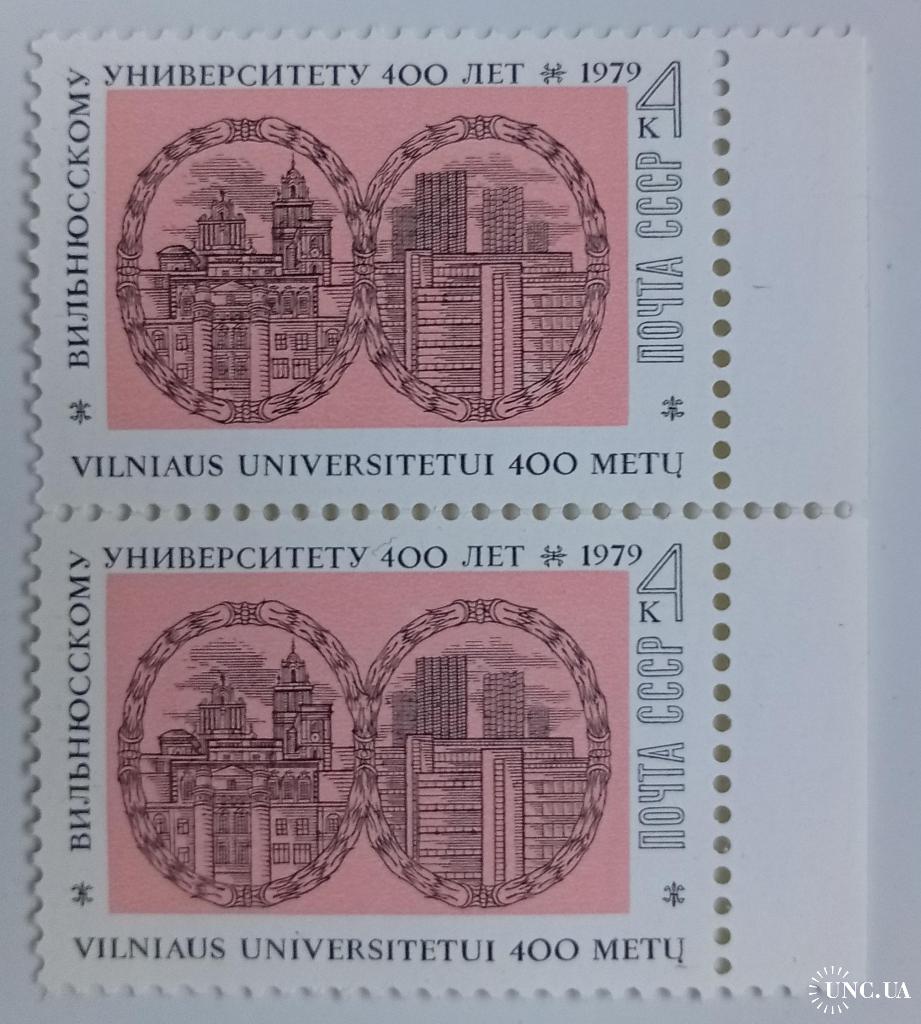 ВИЛЬНЮССКОМУ
УНИВЕРСИТЕТУ 400 ЛЕТ 1979
4 К
ПОЧТА СССР
VILNIAUS UNIVERSITETUI 400 METŲ
ВИЛЬНЮССКОМУ
УНИВЕРСИТЕТУ 400 ЛЕТ 1979
4 К
ПОЧТА СССР
VILNIAUS UNIVERSITETUI 400 METŲ
UNC.UA